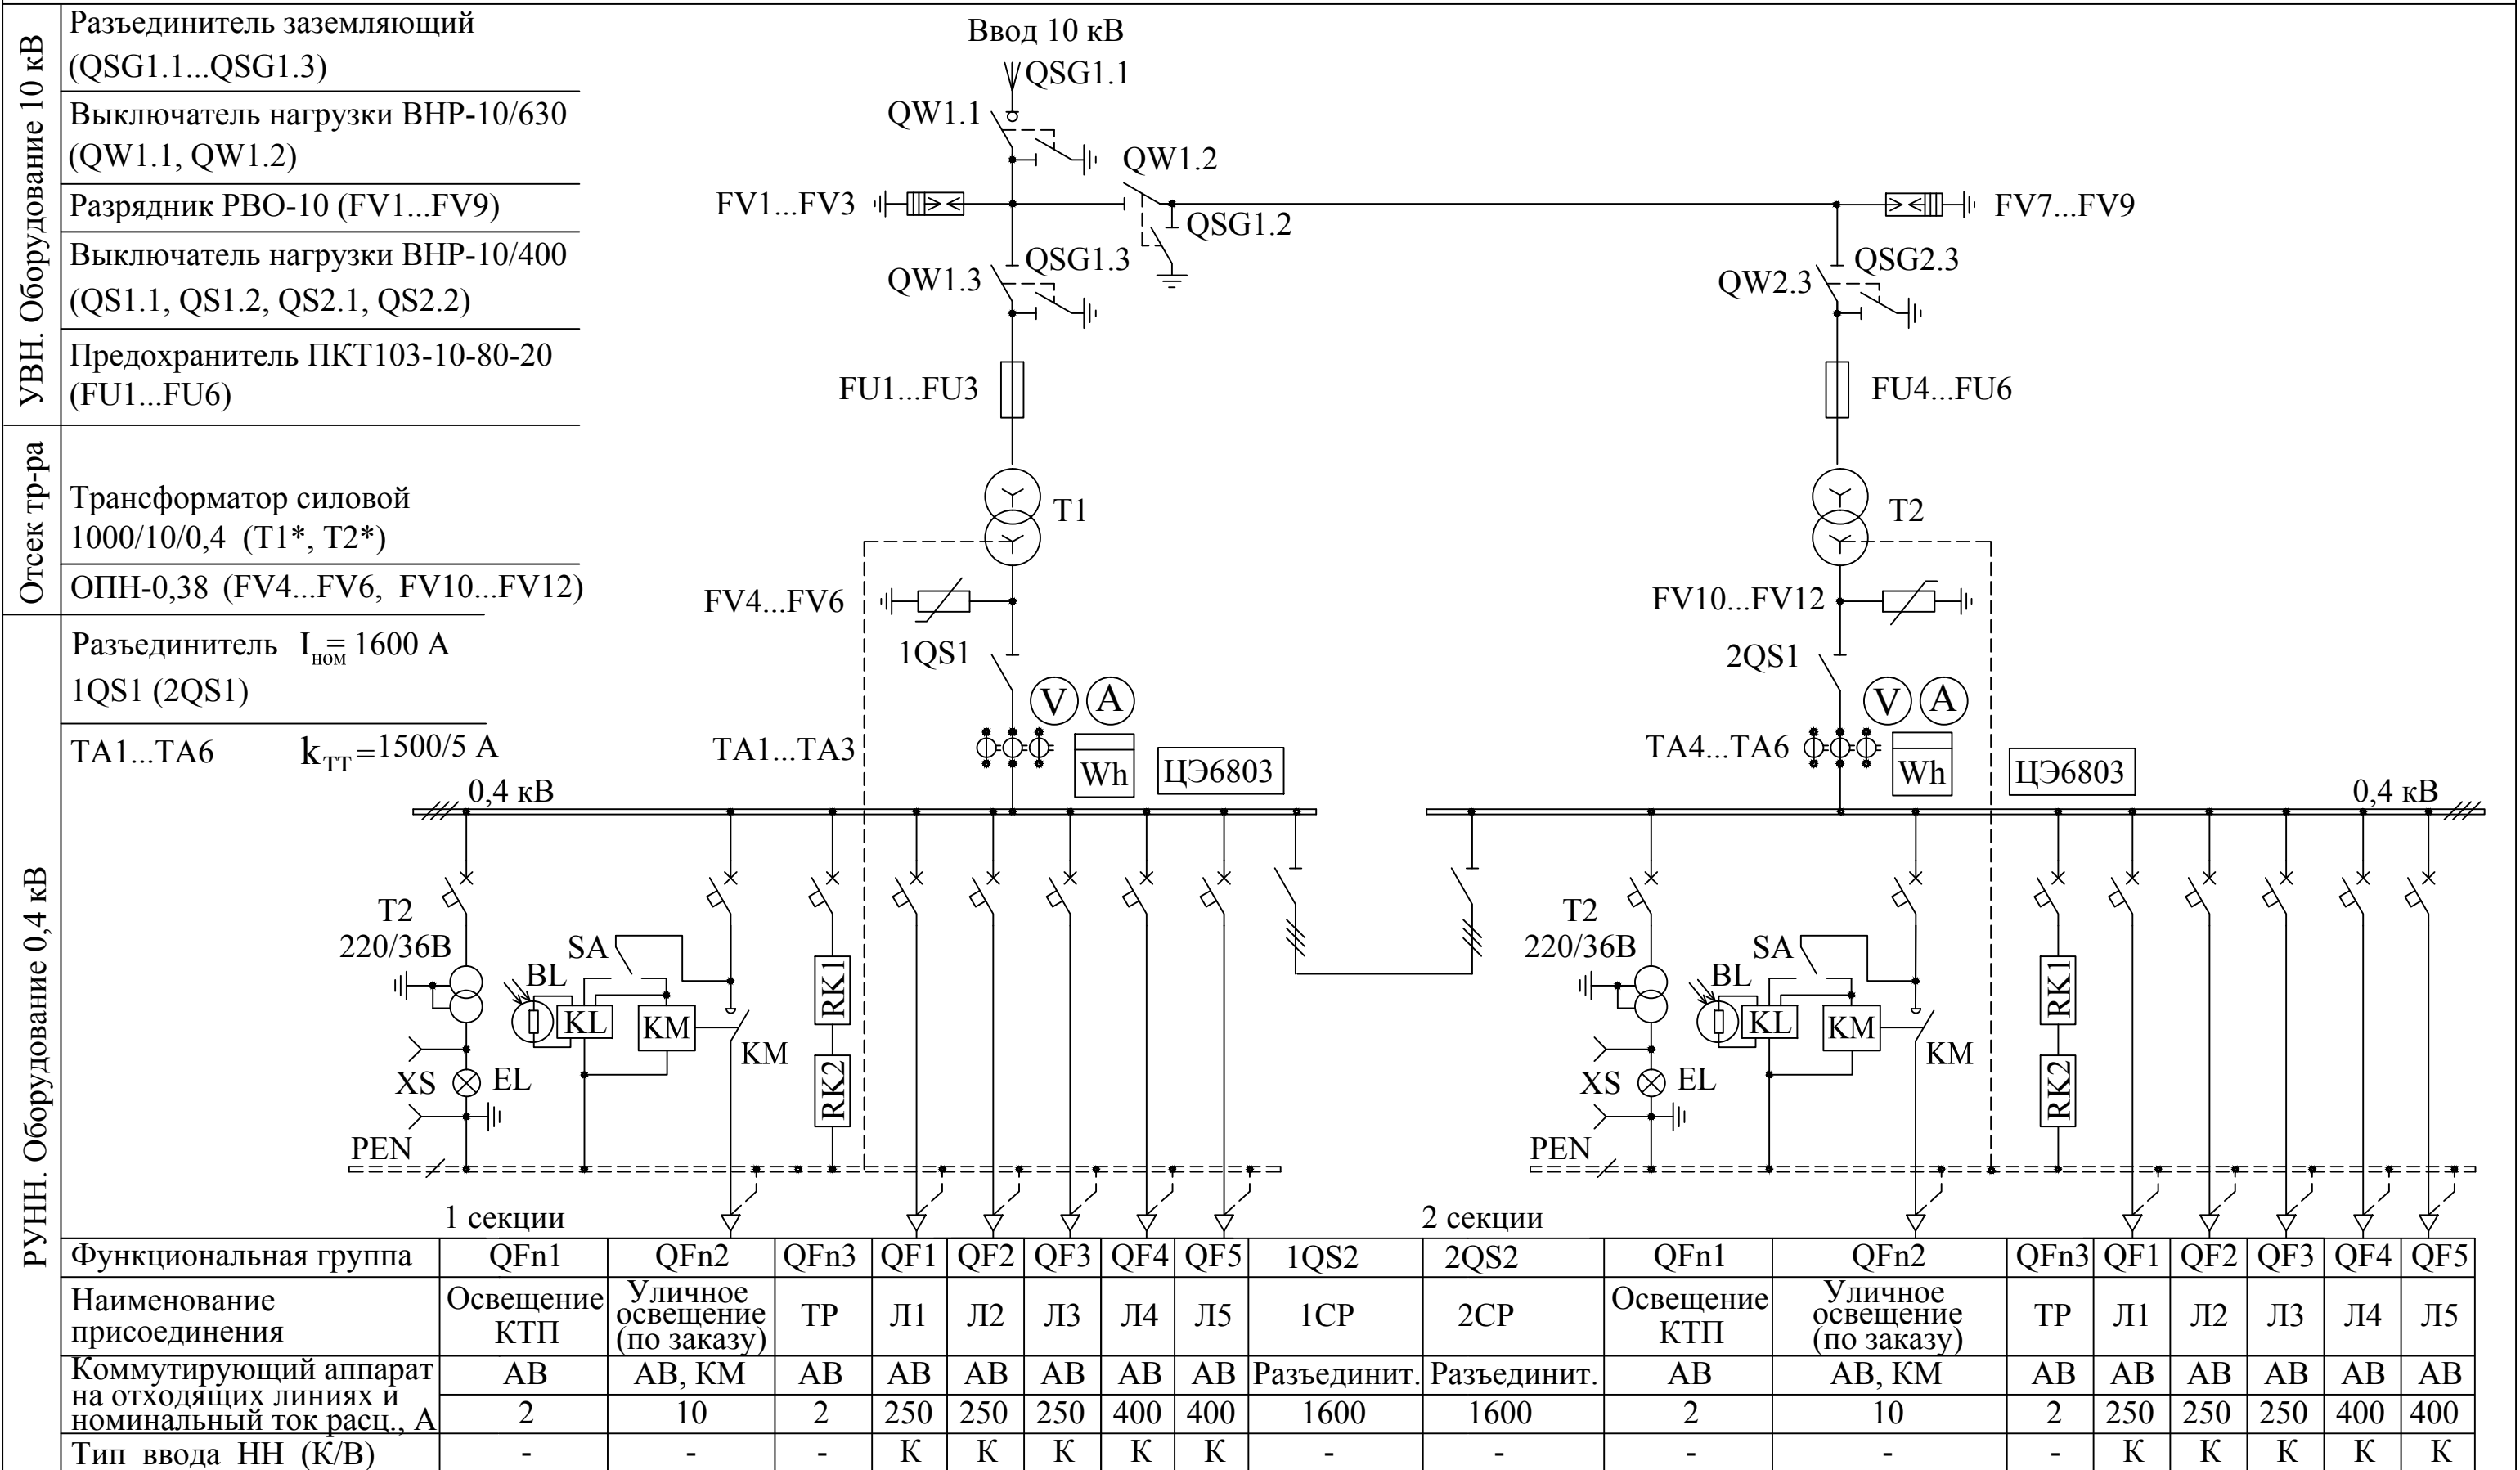 УВН. Оборудование 10 кВ
Разъединитель заземляющий
(QSG1.1...QSG1.3)
Выключатель нагрузки ВНР-10/630
(QW1.1, QW1.2)
Разрядник РВО-10 (FV1...FV9)
Выключатель нагрузки ВНР-10/400
(QS1.1, QS1.2, QS2.1, QS2.2)
Предохранитель ПКТ103-10-80-20
(FU1...FU6)
Отсек тр-ра
Трансформатор силовой
1000/10/0,4 (Т1*, Т2*)
ОПН-0,38 (FV4...FV6, FV10...FV12)
РУНН. Оборудование 0,4 кВ
Разъединитель Iном = 1600 А
1QS1 (2QS1)
ТА1...ТА6 kТТ = 1500/5 А
Ввод 10 кВ
QSG1.1
QW1.1
QW1.2
FV1...FV3
FV7...FV9
QSG1.2
QSG1.3
QSG2.3
QW1.3
QW2.3
FU1...FU3
FU4...FU6
Т1
Т2
FV4...FV6
FV10...FV12
1QS1
2QS1
V A
V A
ТА1...ТА3
Wh
ЦЭ6803
ТА4...ТА6
Wh
ЦЭ6803
0,4 кВ
0,4 кВ
Т2
220/36В
SA
BL
KL
KM
KM
RK1
RK2
XS
EL
PEN
Т2
220/36В
SA
BL
KL
KM
KM
RK1
RK2
XS
EL
PEN
1 секции
2 секции
Функциональная группа QFn1 QFn2 QFn3 QF1 QF2 QF3 QF4 QF5 1QS2 2QS2 QFn1 QFn2 QFn3 QF1 QF2 QF3 QF4 QF5
Наименование
присоединения
Освещение
КТП
Уличное
освещение
(по заказу)
ТР Л1 Л2 Л3 Л4 Л5 1СР 2СР
Освещение
КТП
Уличное
освещение
(по заказу)
ТР Л1 Л2 Л3 Л4 Л5
Коммутирующий аппарат
на отходящих линиях и
номинальный ток расц., А
АВ АВ, КМ АВ АВ АВ АВ АВ АВ Разъединит. Разъединит. АВ АВ, КМ АВ АВ АВ АВ АВ АВ
2 10 2 250 250 250 400 400 1600 1600 2 10 2 250 250 250 400 400
Тип ввода НН (К/В) - - - К К К К К - - - - - К К К К К